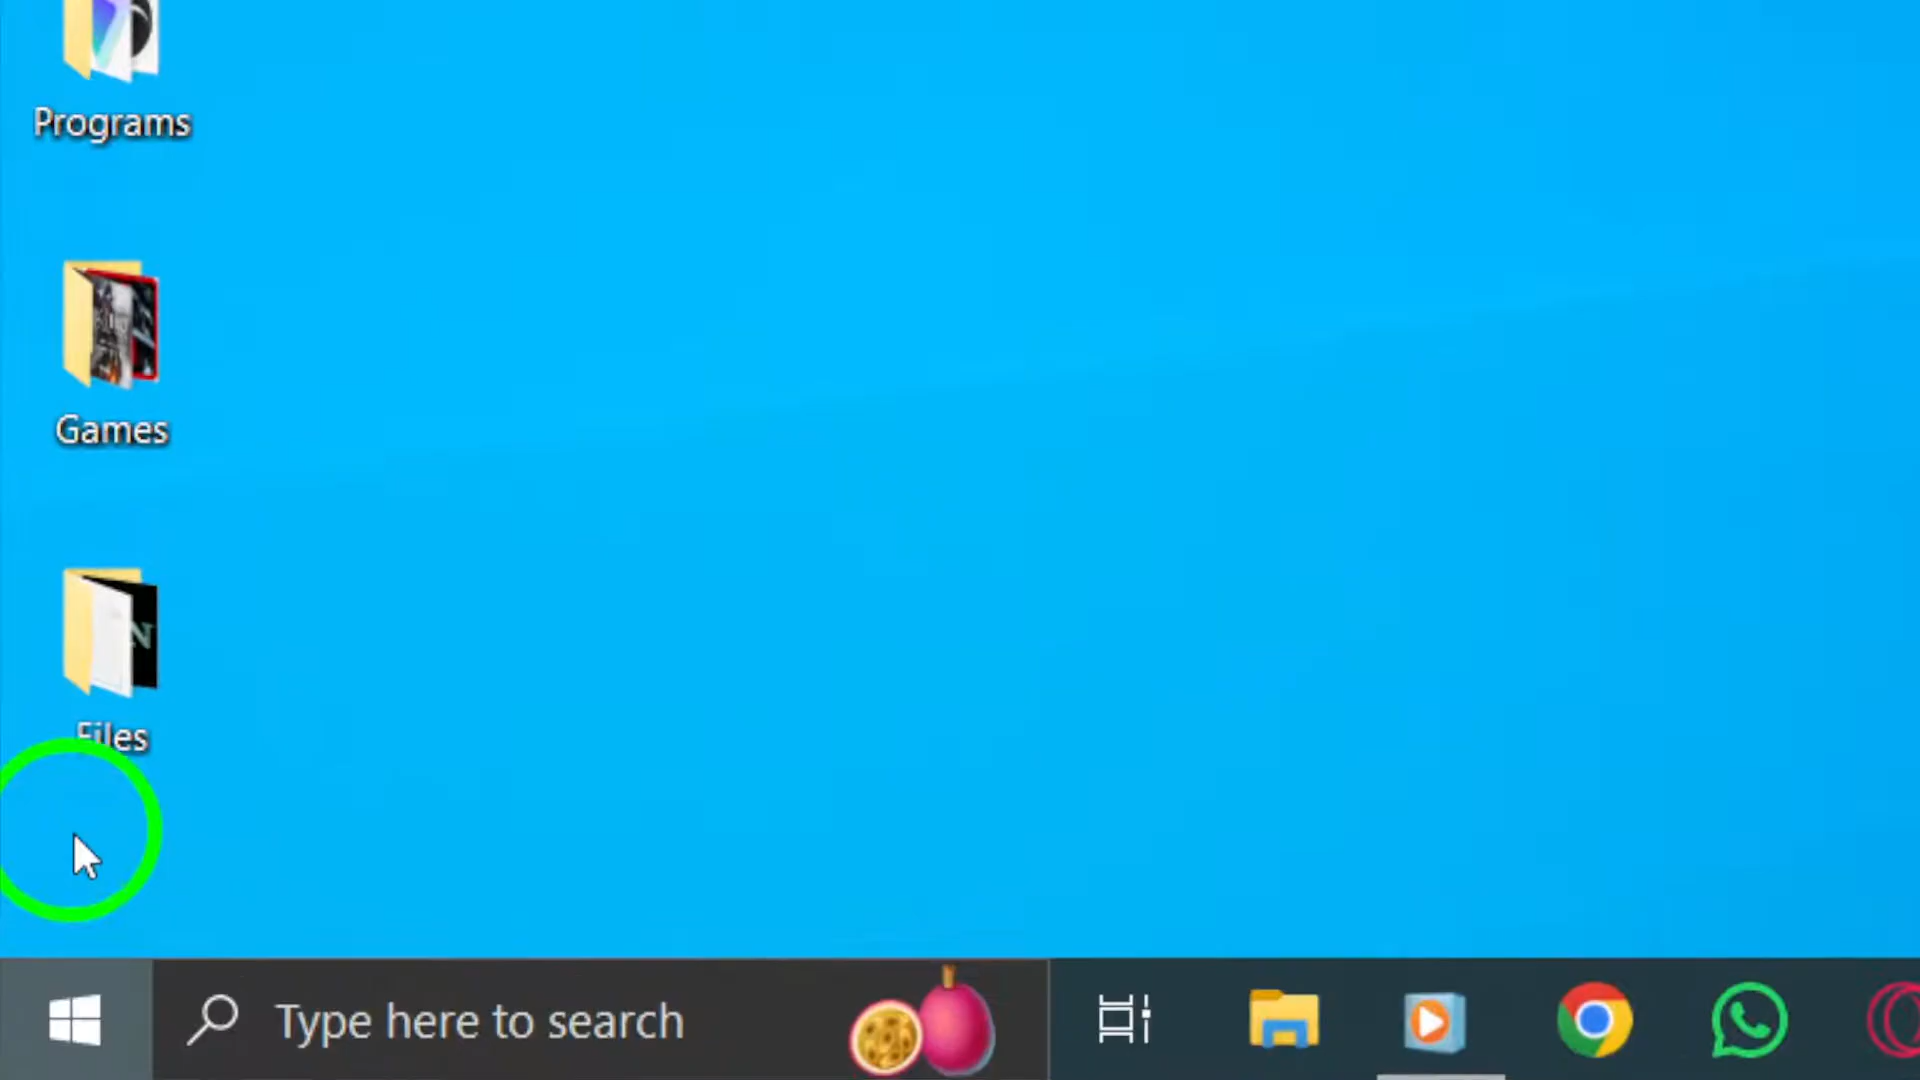 Programs
Games
Files
Type here to search